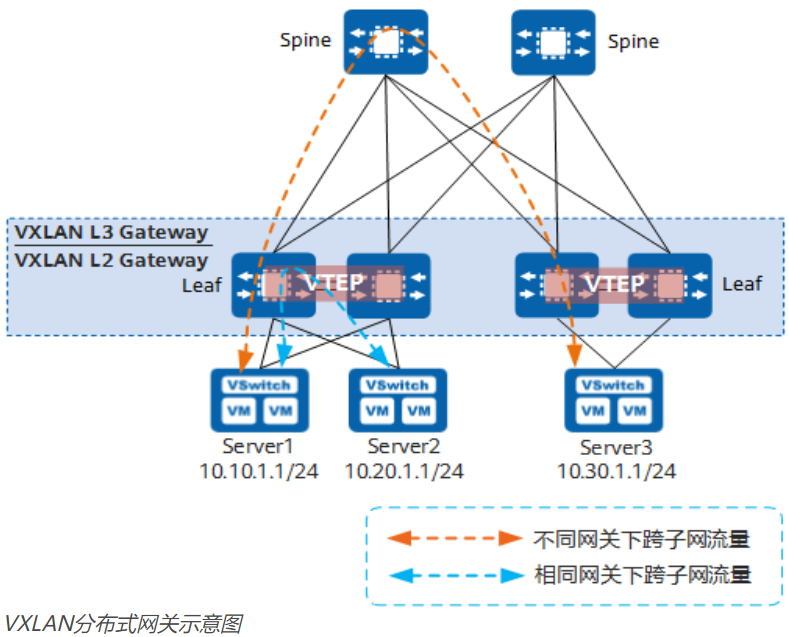 Spine
Spine
VXLAN L3 Gateway
VXLAN L2 Gateway
Leaf
VTEP
VTEP
Leaf
VSwitch
VM VM
VSwitch
VM VM
VSwitch
VM VM
Server1
10.10.1.1/24
Server2
10.20.1.1/24
Server3
10.30.1.1/24
不同网关下跨子网流量
相同网关下跨子网流量
VXLAN分布式网关示意图